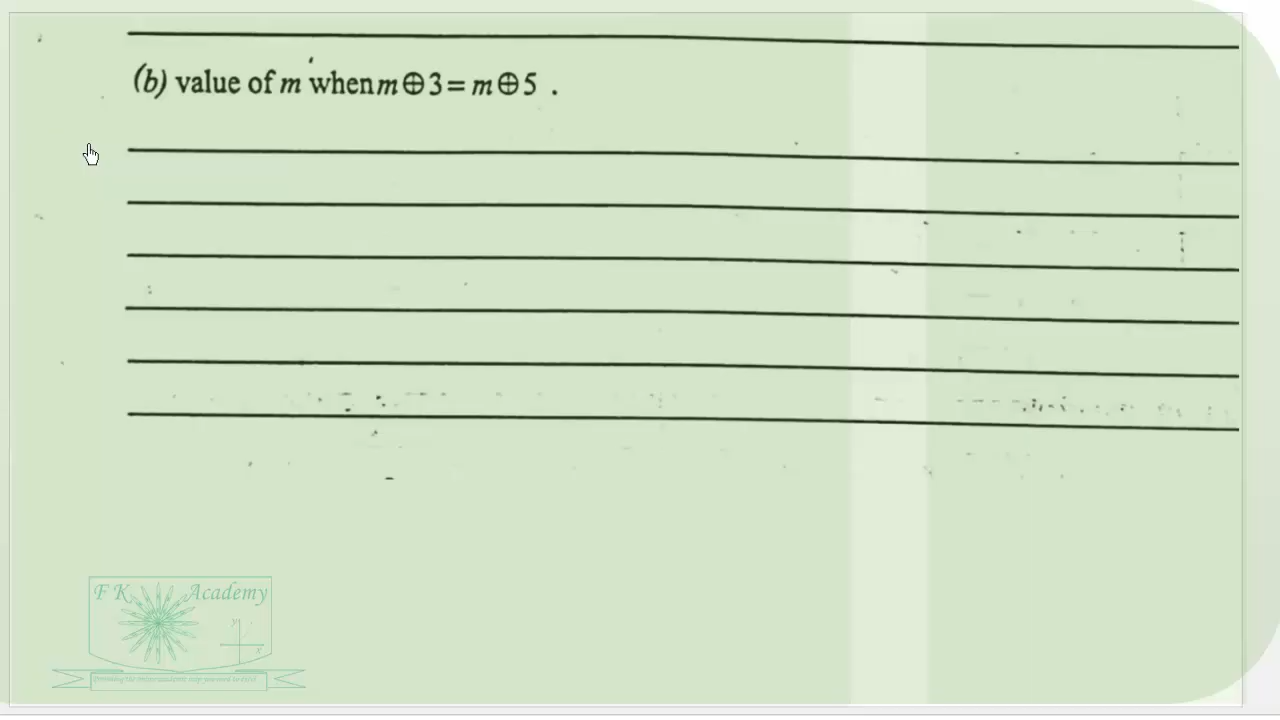 (b) value of m when m ⊕ 3 = m ⊕ 5 .
F K Academy
y
x